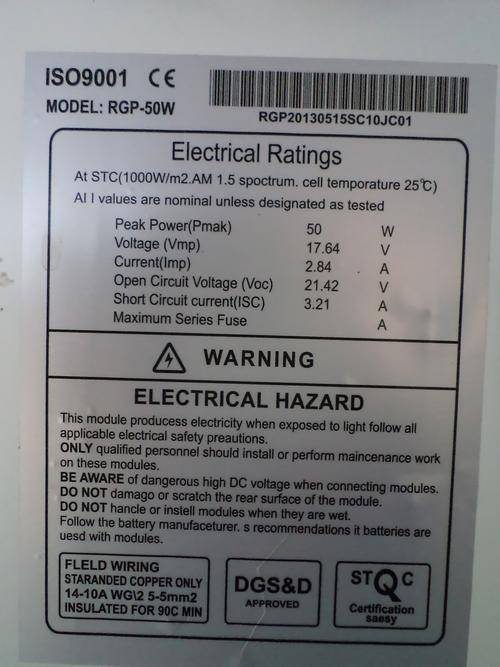 ISO9001 CE
MODEL: RGP-50W
RGP20130515SC10JC01
Electrical Ratings
At STC(1000W/m2.AM 1.5 spoctrum. cell temporature 25℃)
Al l values are nominal unless designated as tested
Peak Power(Pmak) 50 W
Voltage (Vmp) 17.64 V
Current(Imp) 2.84 A
Open Circuit Voltage (Voc) 21.42 V
Short Circuit current(ISC) 3.21 A
Maximum Series Fuse A
WARNING
ELECTRICAL HAZARD
This module producess electricity when exposed to light follow all
applicable electrical safety preautions.
ONLY qualified personnel should install or perform maincenance work
on these modules.
BE AWARE of dangerous high DC voltage when connecting modules.
DO NOT damago or scratch the rear surface of the module.
DO NOT hancle or instell modules when they are wet.
Follow the battery manufaceturer. s recommendations it batteries are
uesd with modules.
FLELD WIRING
STARANDED COPPER ONLY
14-10A WG\2 5-5mm2
INSULATED FOR 90C MIN
DGS&D
APPROVED
STQC
Certification
saesy